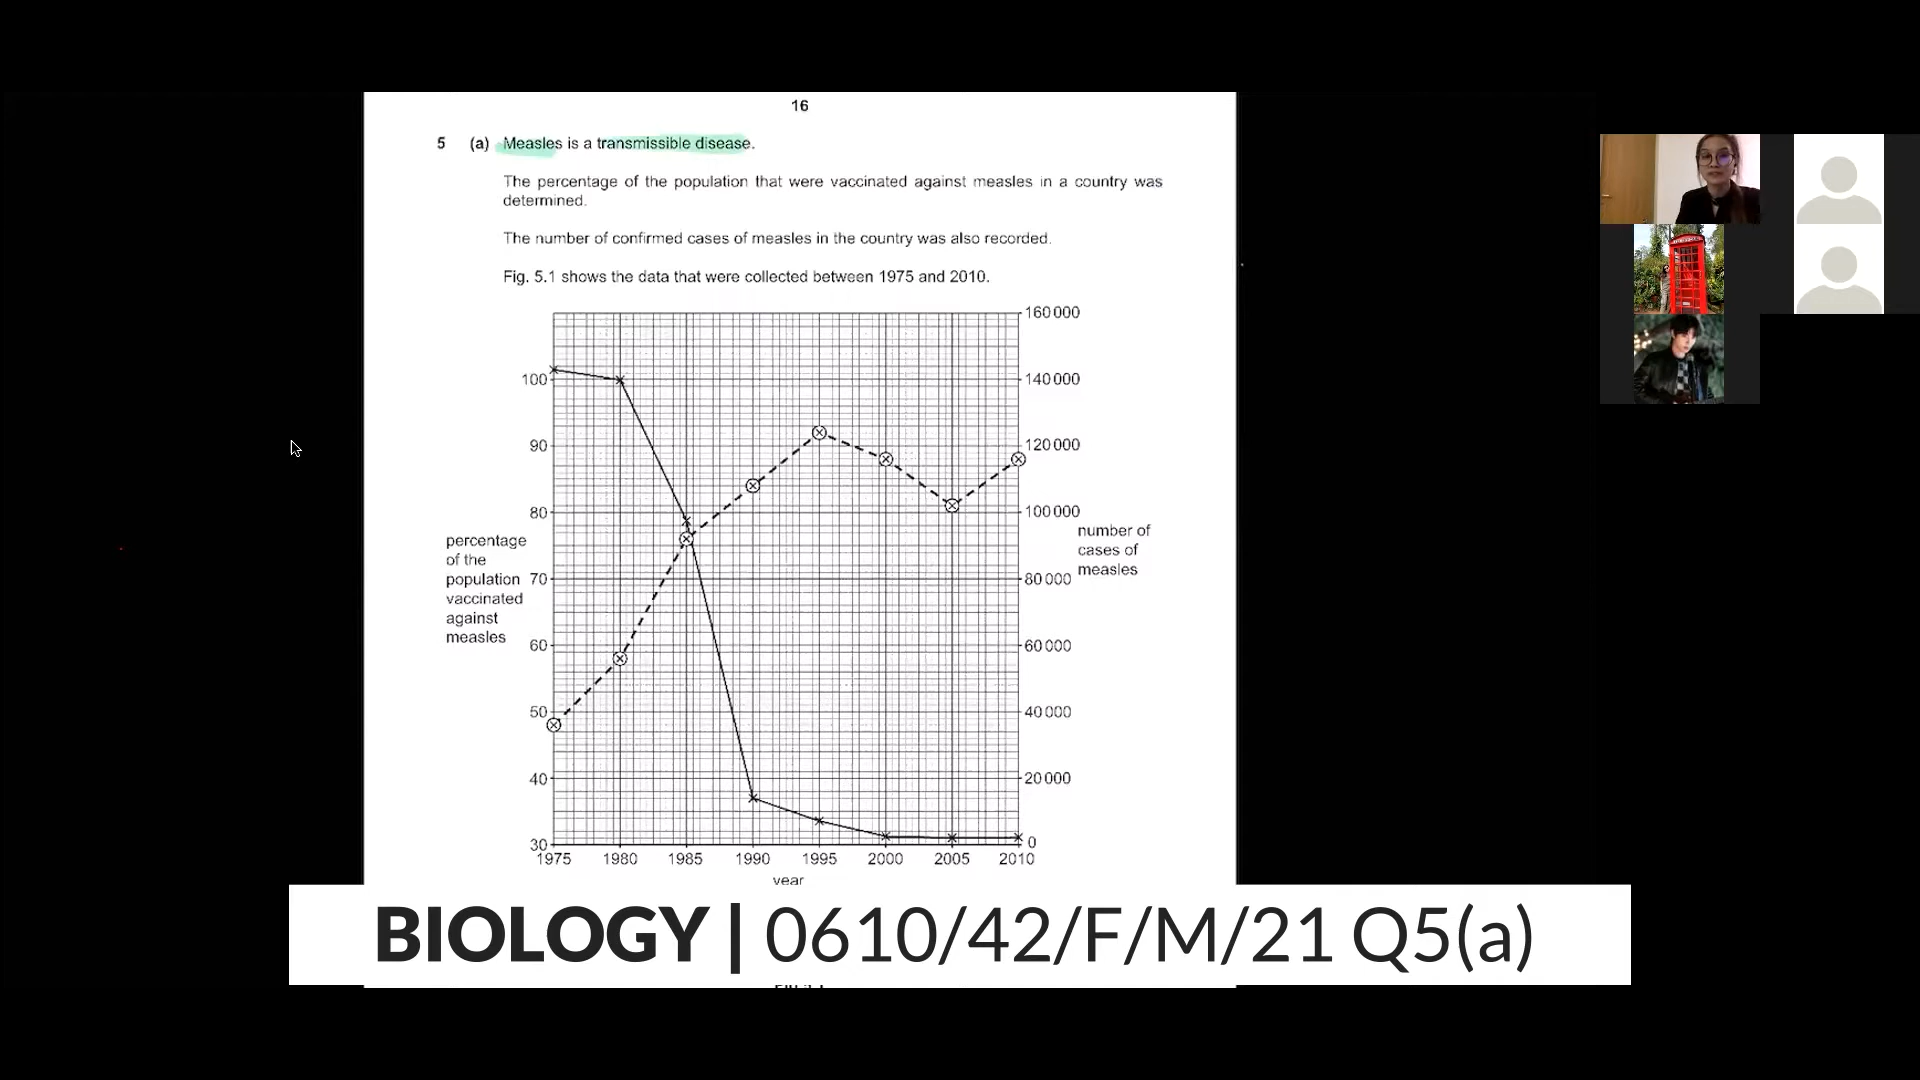 16
5 (a) Measles is a transmissible disease.
The percentage of the population that were vaccinated against measles in a country was
determined.
The number of confirmed cases of measles in the country was also recorded.
Fig. 5.1 shows the data that were collected between 1975 and 2010.
160 000
100
140 000
90
120 000
80
100 000
percentage
of the
population
vaccinated
against
measles
number of
cases of
measles
70
80 000
60
60 000
50
40 000
40
20 000
30
0
1975 1980 1985 1990 1995 2000 2005 2010
year
BIOLOGY | 0610/42/F/M/21 Q5(a)